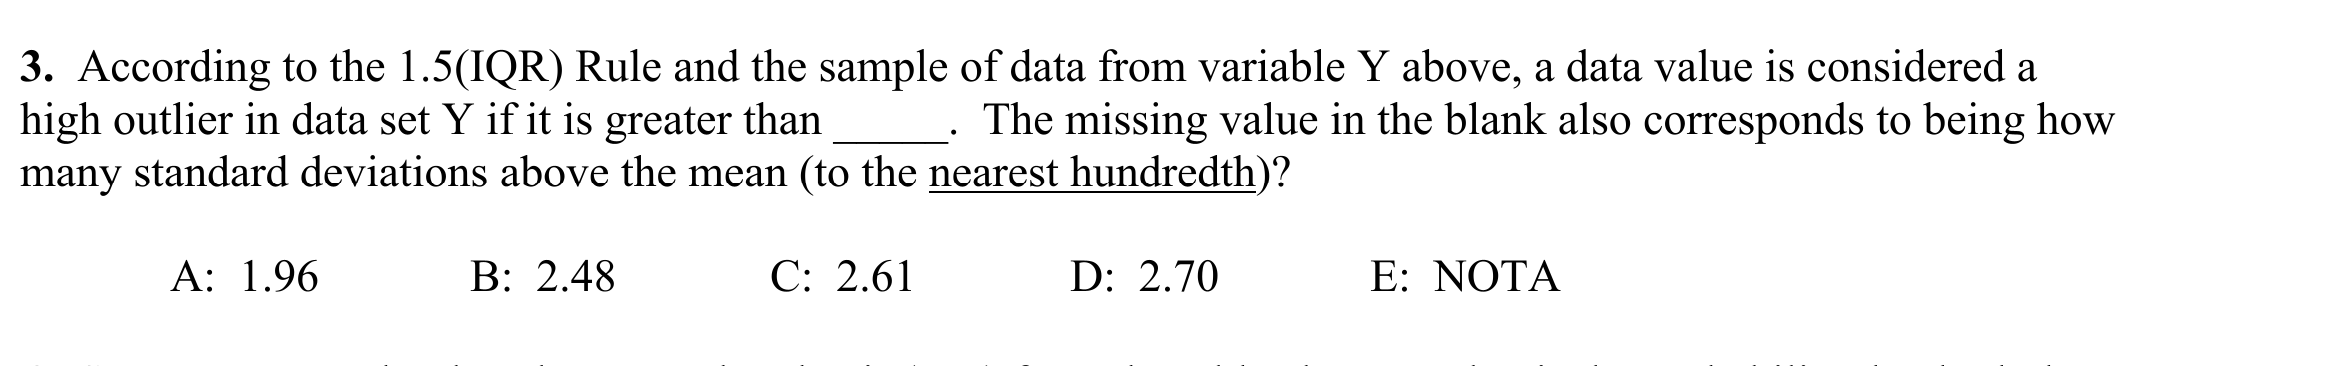 3. According to the 1.5(IQR) Rule and the sample of data from variable Y above, a data value is considered a
high outlier in data set Y if it is greater than _____. The missing value in the blank also corresponds to being how
many standard deviations above the mean (to the nearest hundredth)?
A: 1.96 B: 2.48 C: 2.61 D: 2.70 E: NOTA